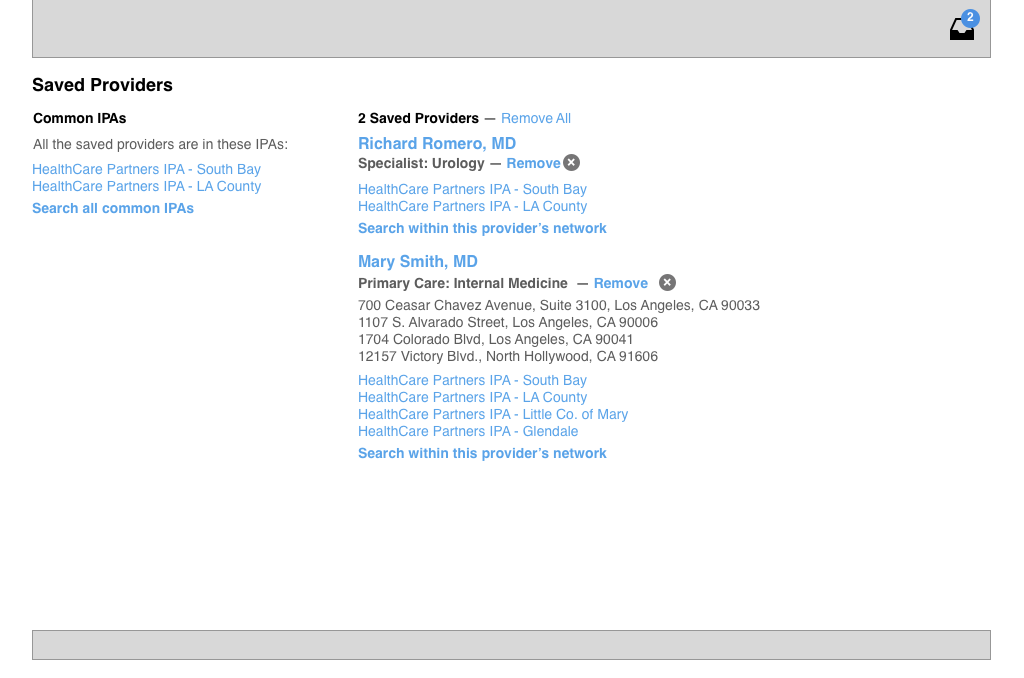 2
Saved Providers
Common IPAs
All the saved providers are in these IPAs:
HealthCare Partners IPA - South Bay
HealthCare Partners IPA - LA County
Search all common IPAs
2 Saved Providers — Remove All
Richard Romero, MD
Specialist: Urology — Remove
HealthCare Partners IPA - South Bay
HealthCare Partners IPA - LA County
Search within this provider’s network
Mary Smith, MD
Primary Care: Internal Medicine — Remove
700 Ceasar Chavez Avenue, Suite 3100, Los Angeles, CA 90033
1107 S. Alvarado Street, Los Angeles, CA 90006
1704 Colorado Blvd, Los Angeles, CA 90041
12157 Victory Blvd., North Hollywood, CA 91606
HealthCare Partners IPA - South Bay
HealthCare Partners IPA - LA County
HealthCare Partners IPA - Little Co. of Mary
HealthCare Partners IPA - Glendale
Search within this provider’s network